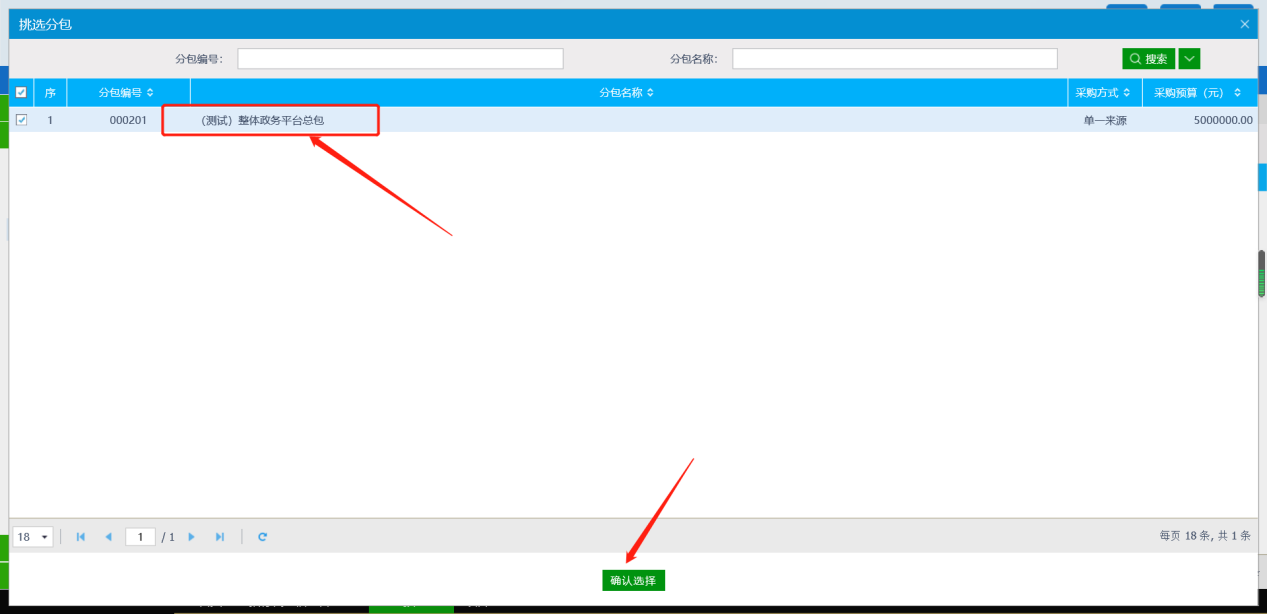 挑选分包
分包编号： 分包名称： 搜索
序 分包编号 分包名称 采购方式 采购预算（元）
1 000201 （测试）整体政务平台总包 单一来源 5000000.00
18 1 / 1 每页 18 条, 共 1 条
确认选择